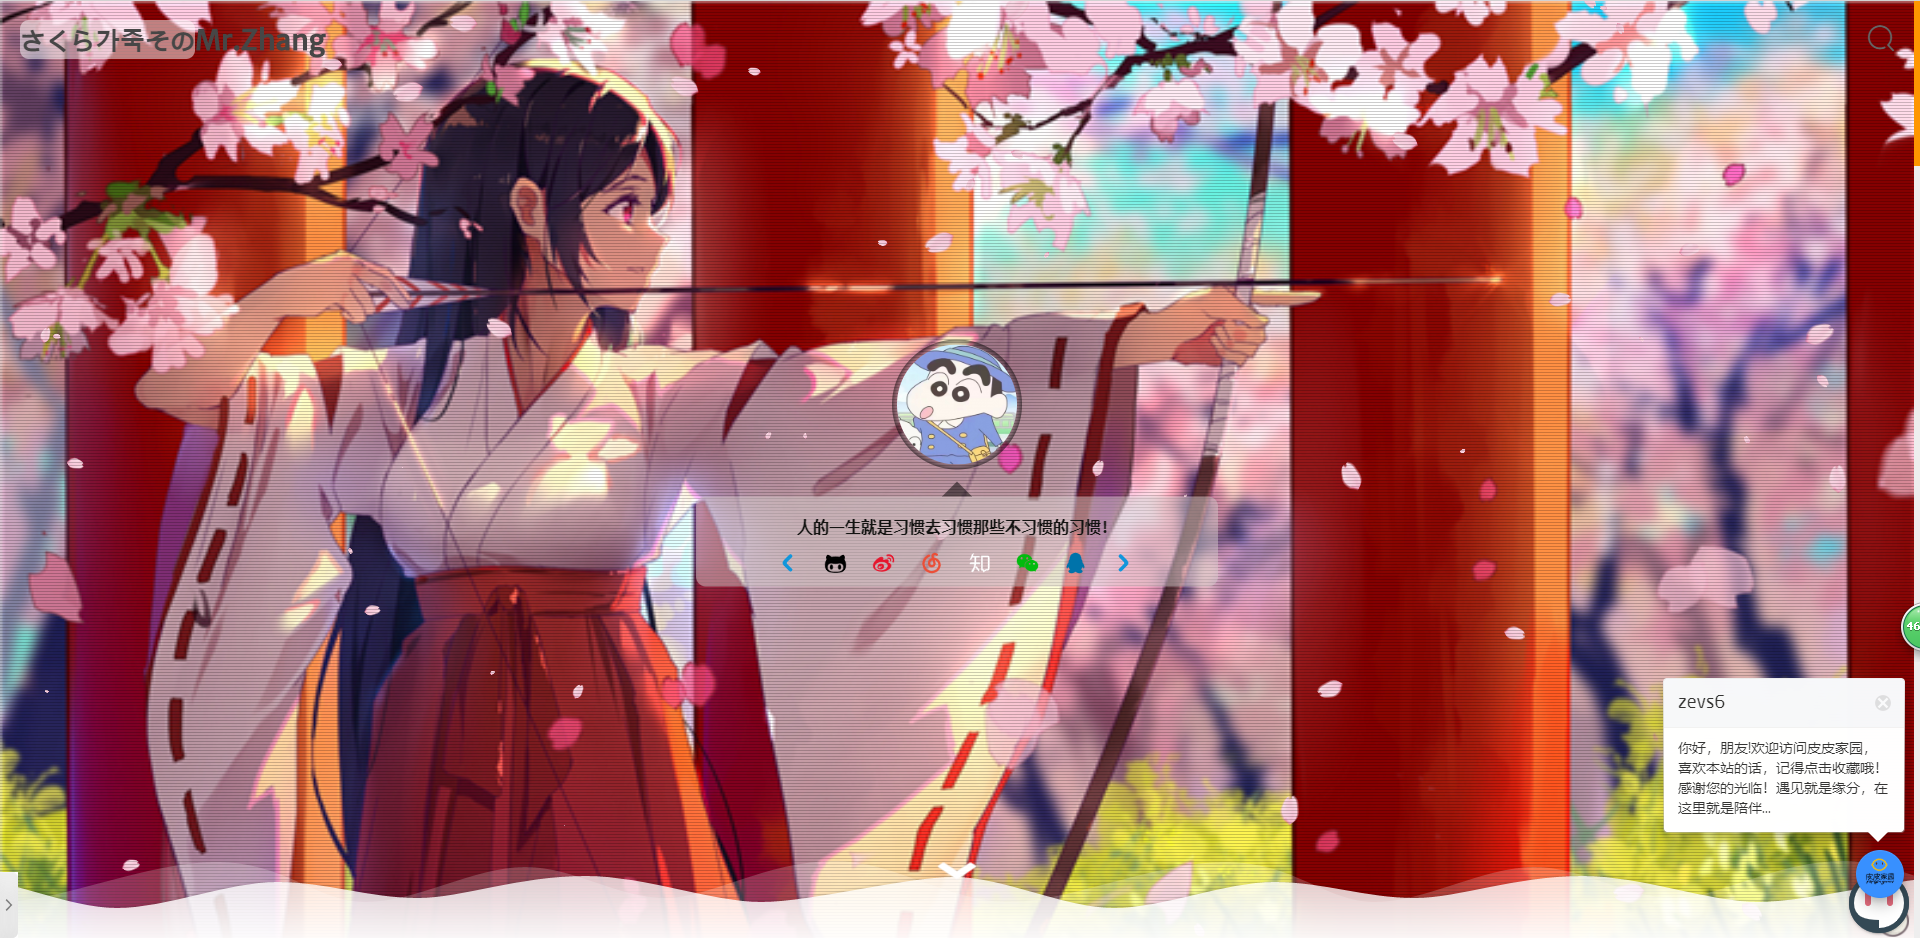 さくら가족そのMr.Zhang
人的一生就是习惯去习惯那些不习惯的习惯！
知
46
zevs6
你好，朋友!欢迎访问皮皮家园，
喜欢本站的话，记得点击收藏哦！
感谢您的光临！遇见就是缘分，在
这里就是陪伴...
皮皮家园